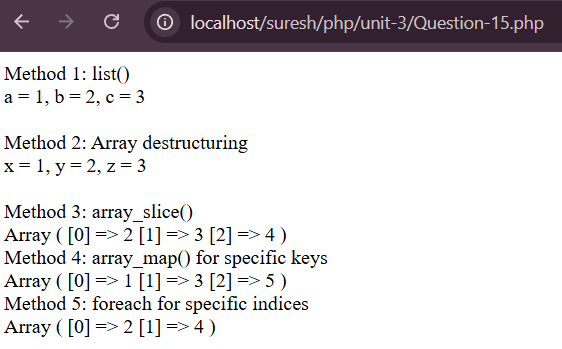 localhost/suresh/php/unit-3/Question-15.php
Method 1: list()
a = 1, b = 2, c = 3
Method 2: Array destructuring
x = 1, y = 2, z = 3
Method 3: array_slice()
Array ( [0] => 2 [1] => 3 [2] => 4 )
Method 4: array_map() for specific keys
Array ( [0] => 1 [1] => 3 [2] => 5 )
Method 5: foreach for specific indices
Array ( [0] => 2 [1] => 4 )